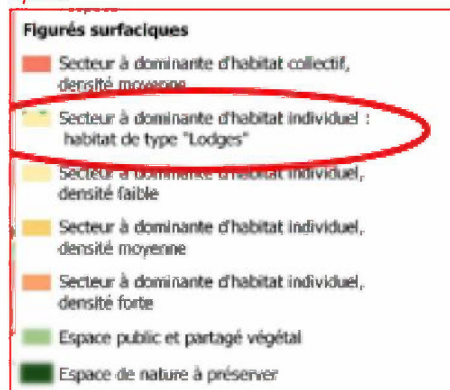 Figurés surfaciques
Secteur à dominante d'habitat collectif,
densité moyenne
Secteur à dominante d'habitat individuel :
habitat de type "Lodges"
Secteur à dominante d'habitat individuel,
densité faible
Secteur à dominante d'habitat individuel,
densité moyenne
Secteur à dominante d'habitat individuel,
densité forte
Espace public et partagé végétal
Espace de nature à préserver